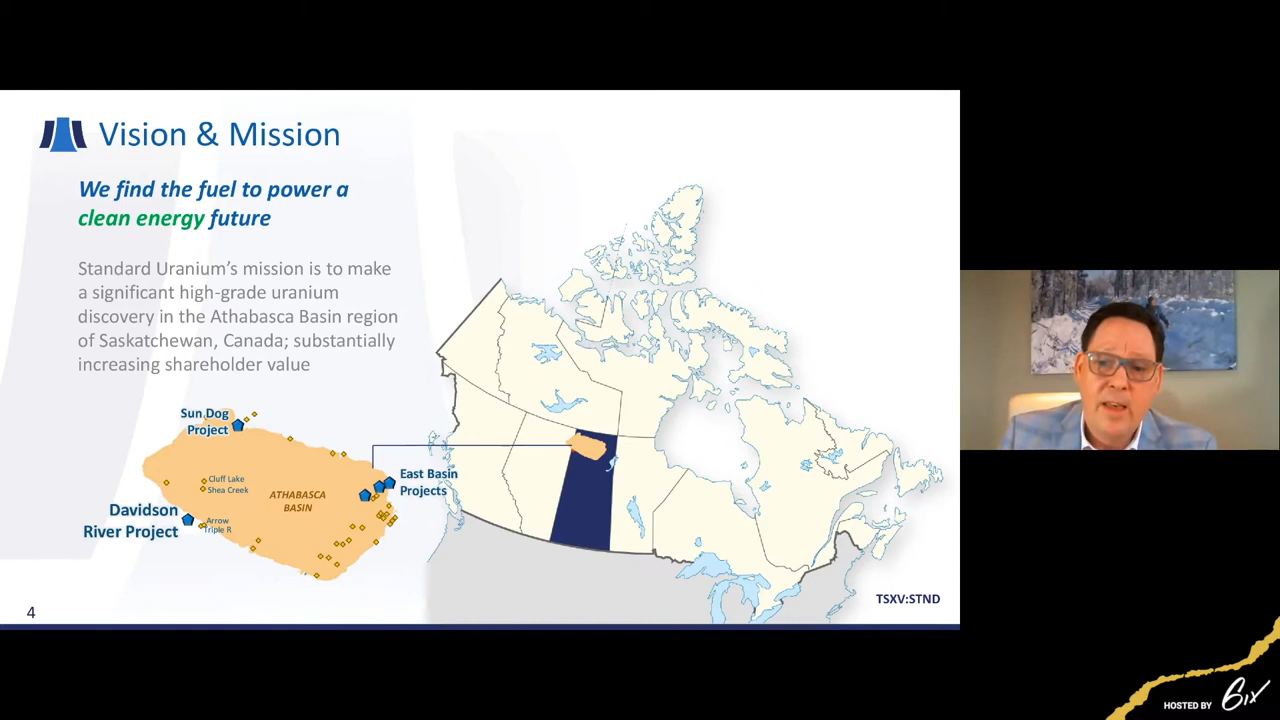 Vision & Mission
We find the fuel to power a
clean energy future
Standard Uranium's mission is to make
a significant high-grade uranium
discovery in the Athabasca Basin region
of Saskatchewan, Canada; substantially
increasing shareholder value
Sun Dog
Project
Cluff Lake
Shea Creek
ATHABASCA
BASIN
East Basin
Projects
Davidson
River Project
Arrow
Triple R
4
TSXV:STND
HOSTED BY 6ix